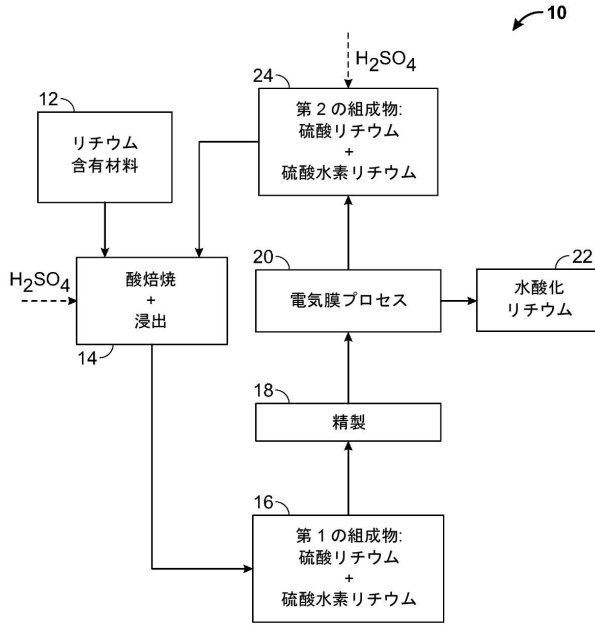 10
H2SO4
24
第２の組成物:
硫酸リチウム
+
硫酸水素リチウム
12
リチウム
含有材料
H2SO4
酸焙焼
+
浸出
14
20
電気膜プロセス
22
水酸化
リチウム
18
精製
16
第１の組成物:
硫酸リチウム
+
硫酸水素リチウム